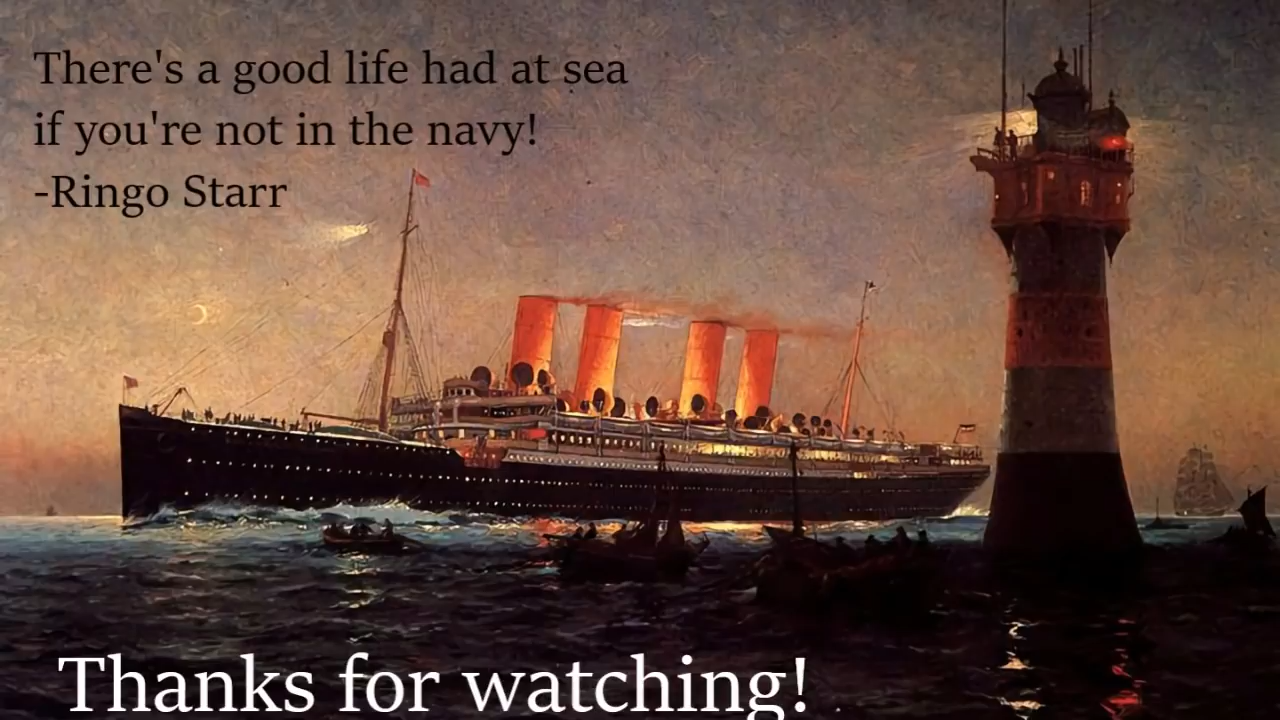 There's a good life had at sea
if you're not in the navy!
-Ringo Starr
Thanks for watching!